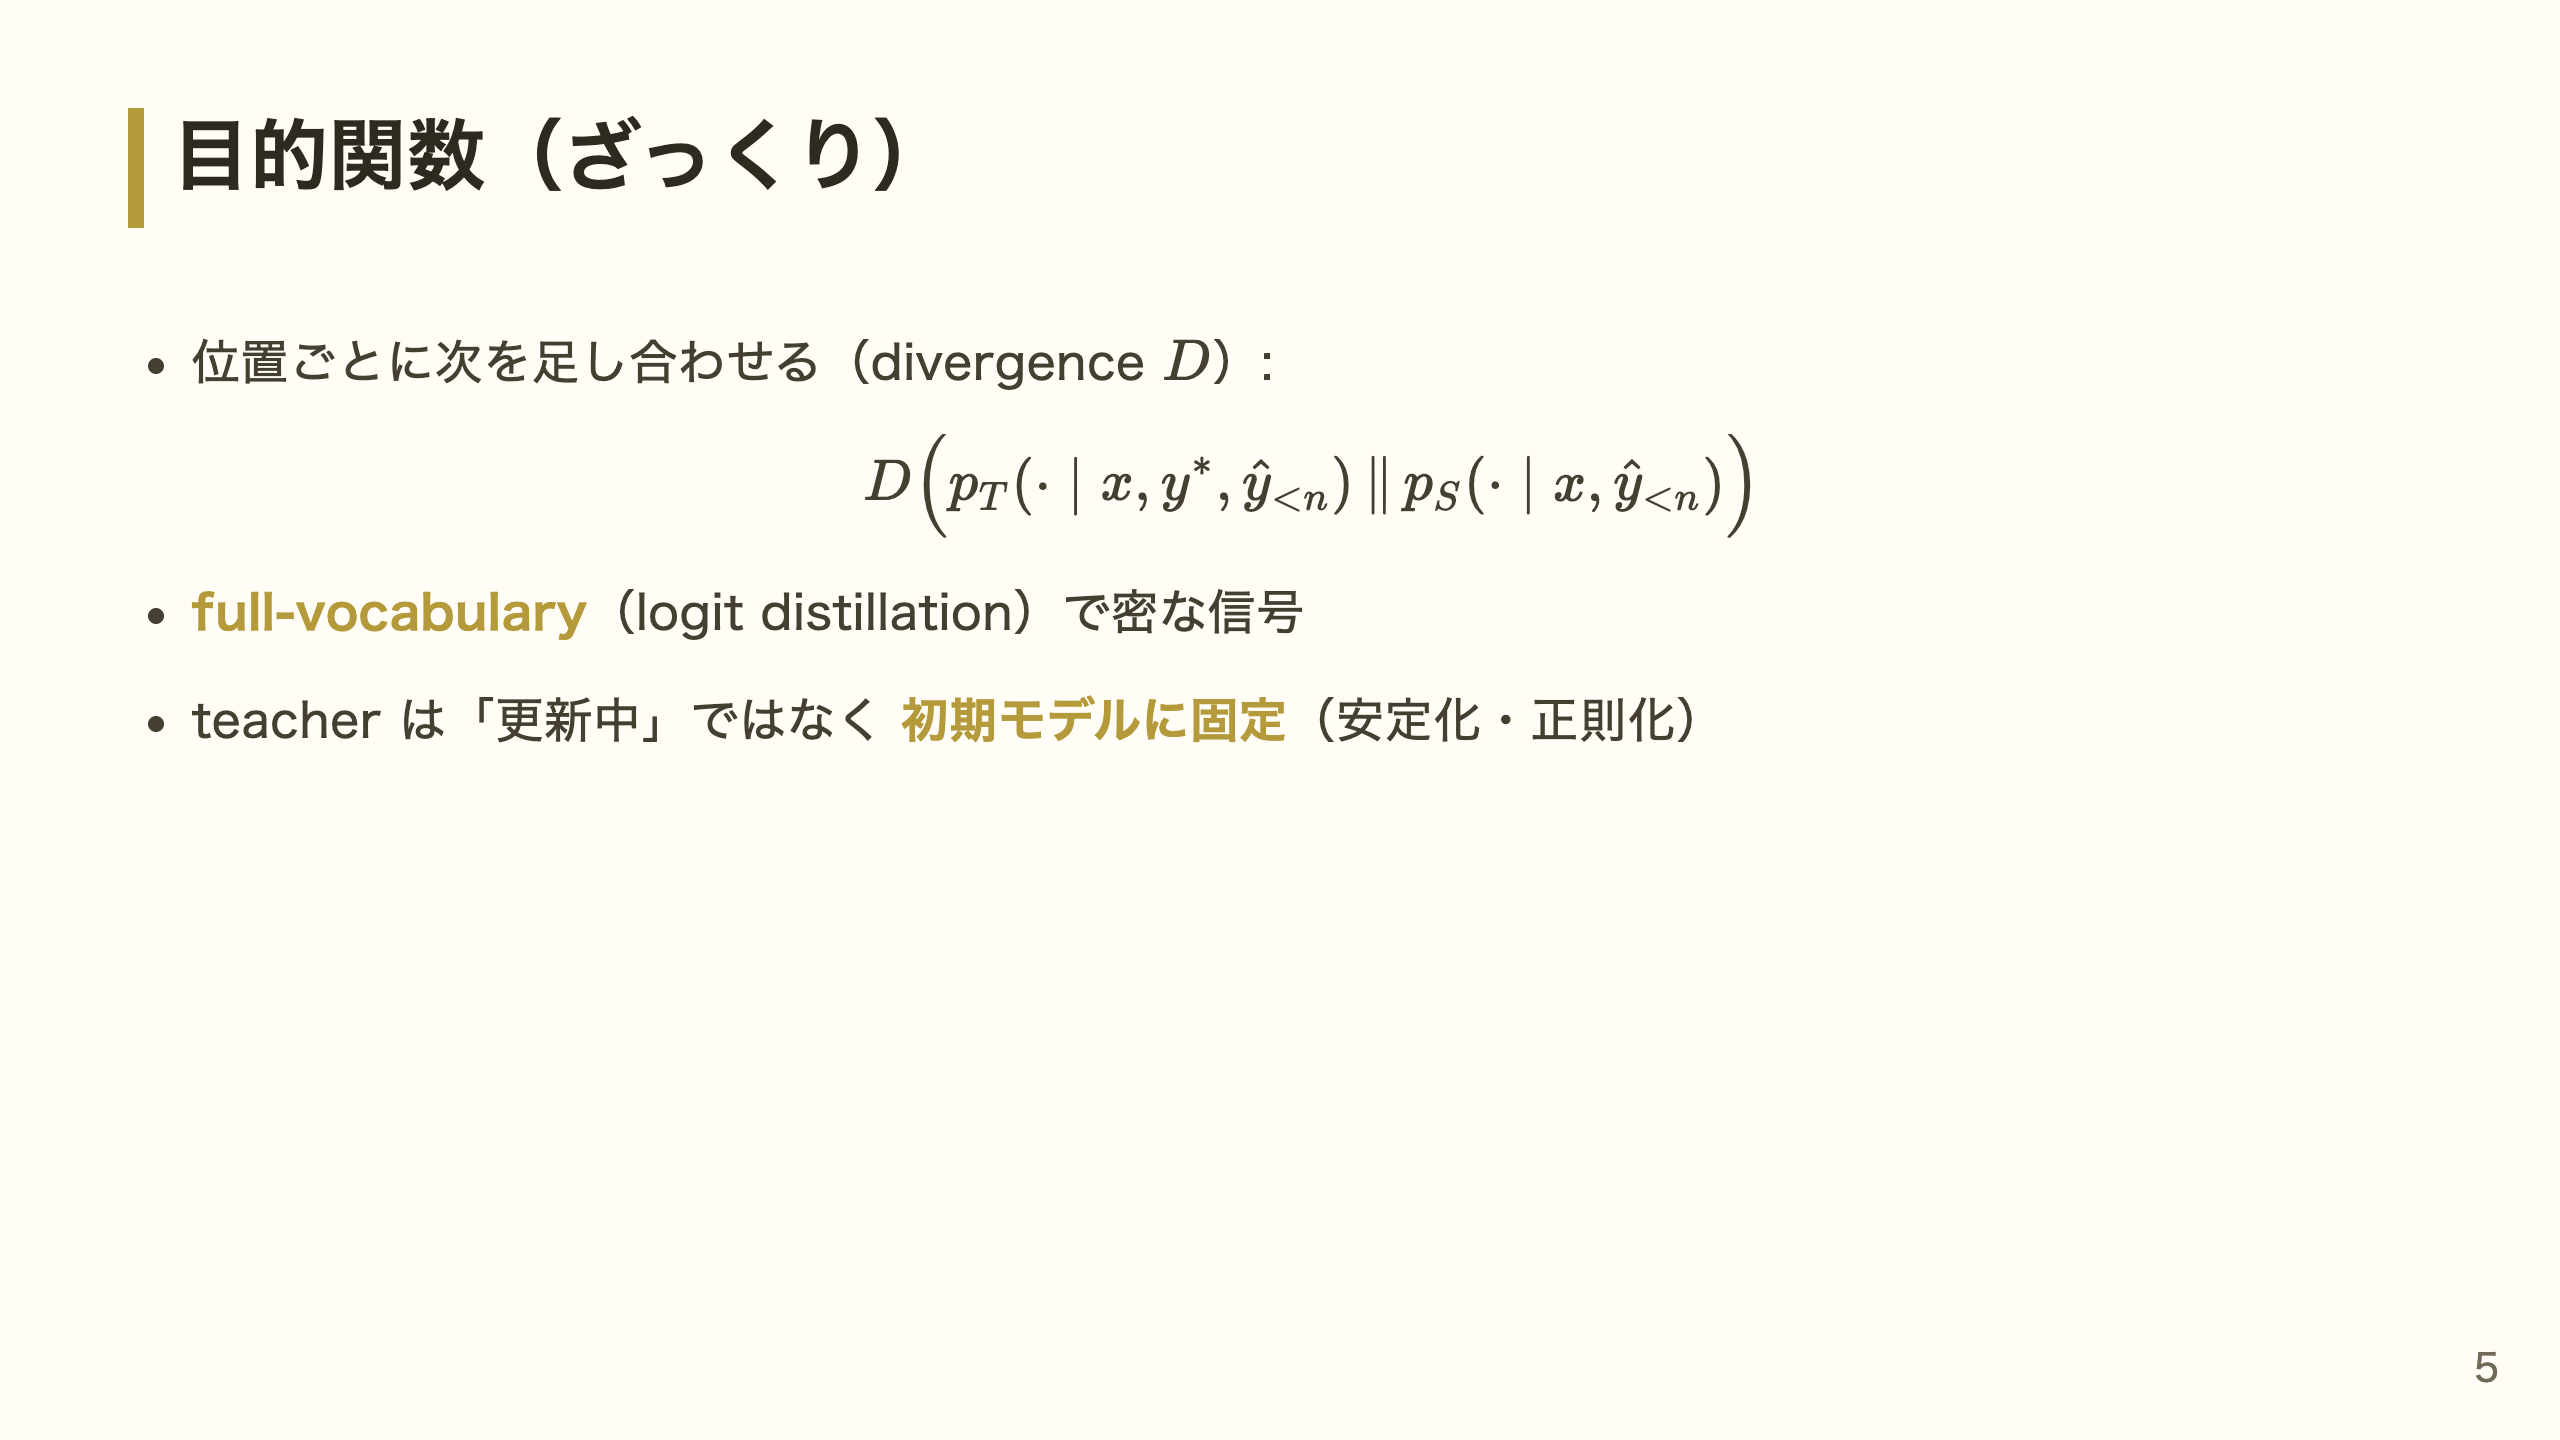 目的関数（ざっくり）
• 位置ごとに次を足し合わせる（divergence D）:
D(p_T(· | x, y*, ŷ_{<n}) ∥ p_S(· | x, ŷ_{<n}))
• full-vocabulary（logit distillation）で密な信号
• teacher は「更新中」ではなく 初期モデルに固定（安定化・正則化）
5